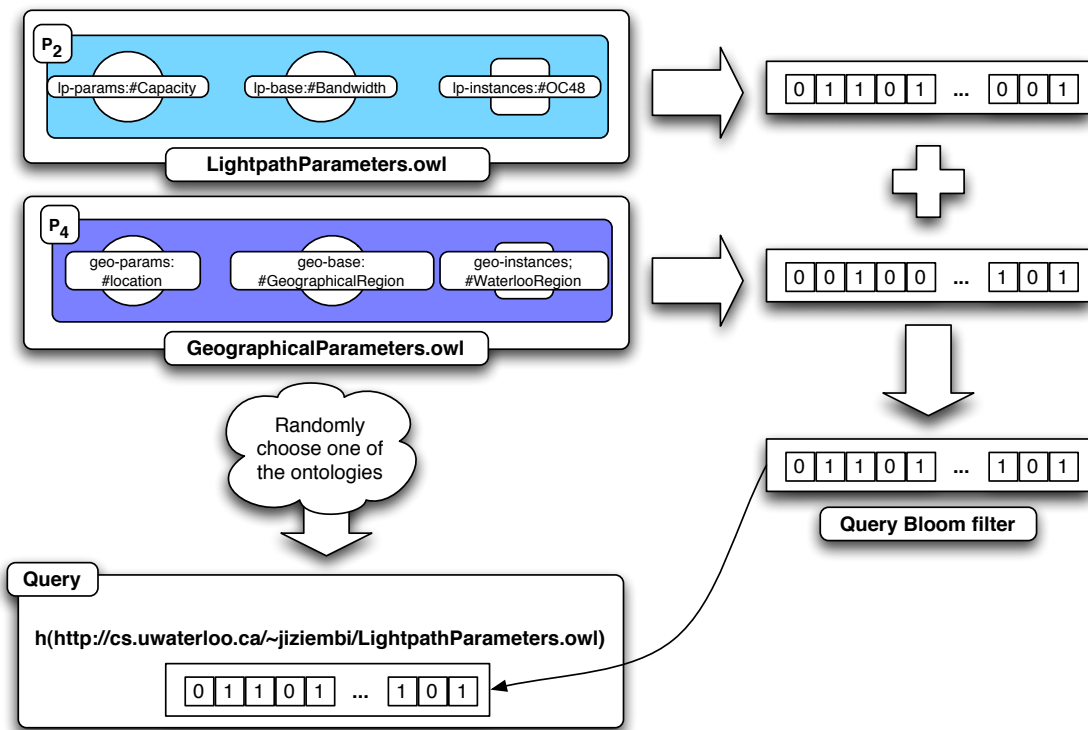 P2
lp-params:#Capacity
lp-base:#Bandwidth
lp-instances:#OC48
LightpathParameters.owl
0 1 1 0 1 ... 0 0 1
P4
geo-params:
#location
geo-base:
#GeographicalRegion
geo-instances;
#WaterlooRegion
GeographicalParameters.owl
0 0 1 0 0 ... 1 0 1
Randomly
choose one of
the ontologies
0 1 1 0 1 ... 1 0 1
Query Bloom filter
Query
h(http://cs.uwaterloo.ca/~jiziembi/LightpathParameters.owl)
0 1 1 0 1 ... 1 0 1